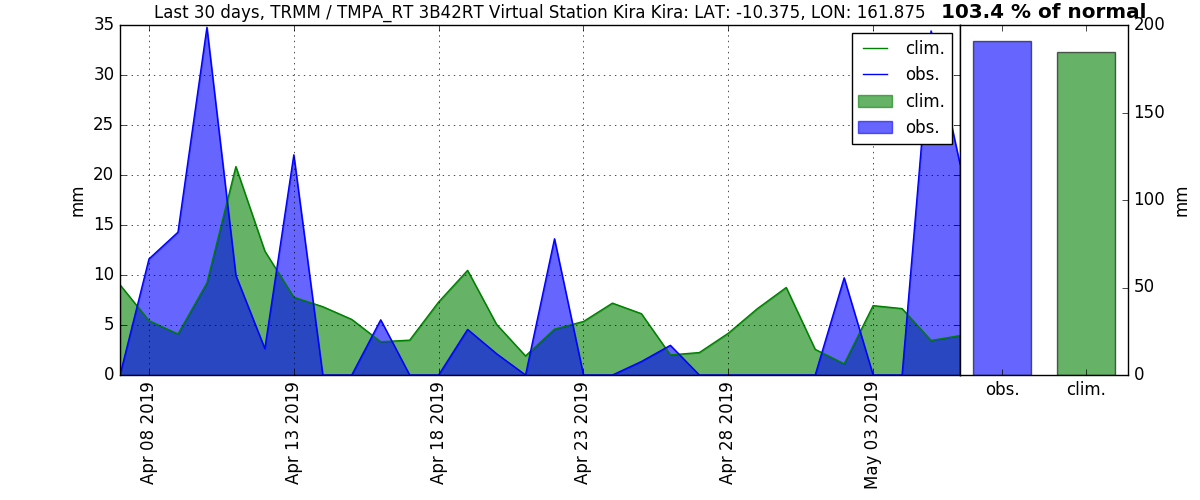 Last 30 days, TRMM / TMPA_RT 3B42RT Virtual Station Kira Kira: LAT: -10.375, LON: 161.875 103.4 % of normal
35
30
25
20
15
10
5
0
mm
clim.
obs.
clim.
obs.
200
150
100
50
0
mm
obs. clim.
Apr 08 2019
Apr 13 2019
Apr 18 2019
Apr 23 2019
Apr 28 2019
May 03 2019